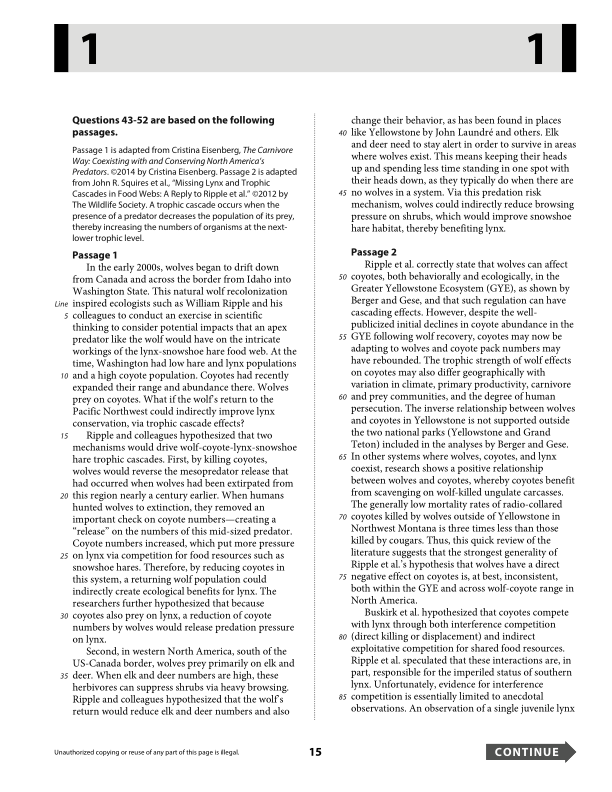 1
1
Questions 43-52 are based on the following
passages.
Passage 1 is adapted from Cristina Eisenberg, The Carnivore
Way: Coexisting with and Conserving North America's
Predators. ©2014 by Cristina Eisenberg. Passage 2 is adapted
from John R. Squires et al., "Missing Lynx and Trophic
Cascades in Food Webs: A Reply to Ripple et al." ©2012 by
The Wildlife Society. A trophic cascade occurs when the
presence of a predator decreases the population of its prey,
thereby increasing the numbers of organisms at the next-
lower trophic level.
Passage 1
In the early 2000s, wolves began to drift down
from Canada and across the border from Idaho into
Washington State. This natural wolf recolonization
Line inspired ecologists such as William Ripple and his
5 colleagues to conduct an exercise in scientific
thinking to consider potential impacts that an apex
predator like the wolf would have on the intricate
workings of the lynx-snowshoe hare food web. At the
time, Washington had low hare and lynx populations
10 and a high coyote population. Coyotes had recently
expanded their range and abundance there. Wolves
prey on coyotes. What if the wolf's return to the
Pacific Northwest could indirectly improve lynx
conservation, via trophic cascade effects?
15 Ripple and colleagues hypothesized that two
mechanisms would drive wolf-coyote-lynx-snowshoe
hare trophic cascades. First, by killing coyotes,
wolves would reverse the mesopredator release that
had occurred when wolves had been extirpated from
20 this region nearly a century earlier. When humans
hunted wolves to extinction, they removed an
important check on coyote numbers—creating a
"release" on the numbers of this mid-sized predator.
Coyote numbers increased, which put more pressure
25 on lynx via competition for food resources such as
snowshoe hares. Therefore, by reducing coyotes in
this system, a returning wolf population could
indirectly create ecological benefits for lynx. The
researchers further hypothesized that because
30 coyotes also prey on lynx, a reduction of coyote
numbers by wolves would release predation pressure
on lynx.
Second, in western North America, south of the
US-Canada border, wolves prey primarily on elk and
35 deer. When elk and deer numbers are high, these
herbivores can suppress shrubs via heavy browsing.
Ripple and colleagues hypothesized that the wolf's
return would reduce elk and deer numbers and also
change their behavior, as has been found in places
40 like Yellowstone by John Laundré and others. Elk
and deer need to stay alert in order to survive in areas
where wolves exist. This means keeping their heads
up and spending less time standing in one spot with
their heads down, as they typically do when there are
45 no wolves in a system. Via this predation risk
mechanism, wolves could indirectly reduce browsing
pressure on shrubs, which would improve snowshoe
hare habitat, thereby benefiting lynx.
Passage 2
Ripple et al. correctly state that wolves can affect
50 coyotes, both behaviorally and ecologically, in the
Greater Yellowstone Ecosystem (GYE), as shown by
Berger and Gese, and that such regulation can have
cascading effects. However, despite the well-
publicized initial declines in coyote abundance in the
55 GYE following wolf recovery, coyotes may now be
adapting to wolves and coyote pack numbers may
have rebounded. The trophic strength of wolf effects
on coyotes may also differ geographically with
variation in climate, primary productivity, carnivore
60 and prey communities, and the degree of human
persecution. The inverse relationship between wolves
and coyotes in Yellowstone is not supported outside
the two national parks (Yellowstone and Grand
Teton) included in the analyses by Berger and Gese.
65 In other systems where wolves, coyotes, and lynx
coexist, research shows a positive relationship
between wolves and coyotes, whereby coyotes benefit
from scavenging on wolf-killed ungulate carcasses.
The generally low mortality rates of radio-collared
70 coyotes killed by wolves outside of Yellowstone in
Northwest Montana is three times less than those
killed by cougars. Thus, this quick review of the
literature suggests that the strongest generality of
Ripple et al.'s hypothesis that wolves have a direct
75 negative effect on coyotes is, at best, inconsistent,
both within the GYE and across wolf-coyote range in
North America.
Buskirk et al. hypothesized that coyotes compete
with lynx through both interference competition
80 (direct killing or displacement) and indirect
exploitative competition for shared food resources.
Ripple et al. speculated that these interactions are, in
part, responsible for the imperiled status of southern
lynx. Unfortunately, evidence for interference
85 competition is essentially limited to anecdotal
observations. An observation of a single juvenile lynx
Unauthorized copying or reuse of any part of this page is illegal.
15
CONTINUE